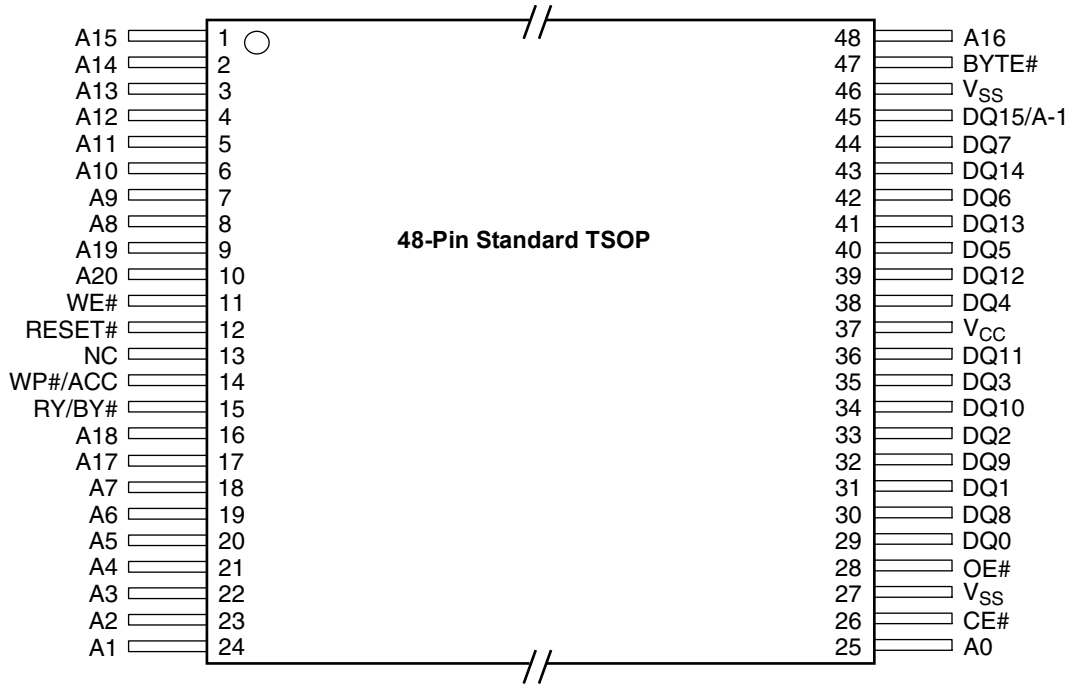 A15 1 48 A16
A14 2 47 BYTE#
A13 3 46 VSS
A12 4 45 DQ15/A-1
A11 5 44 DQ7
A10 6 43 DQ14
A9 7 42 DQ6
A8 8 41 DQ13
48-Pin Standard TSOP
A19 9 40 DQ5
A20 10 39 DQ12
WE# 11 38 DQ4
RESET# 12 37 VCC
NC 13 36 DQ11
WP#/ACC 14 35 DQ3
RY/BY# 15 34 DQ10
A18 16 33 DQ2
A17 17 32 DQ9
A7 18 31 DQ1
A6 19 30 DQ8
A5 20 29 DQ0
A4 21 28 OE#
A3 22 27 VSS
A2 23 26 CE#
A1 24 25 A0